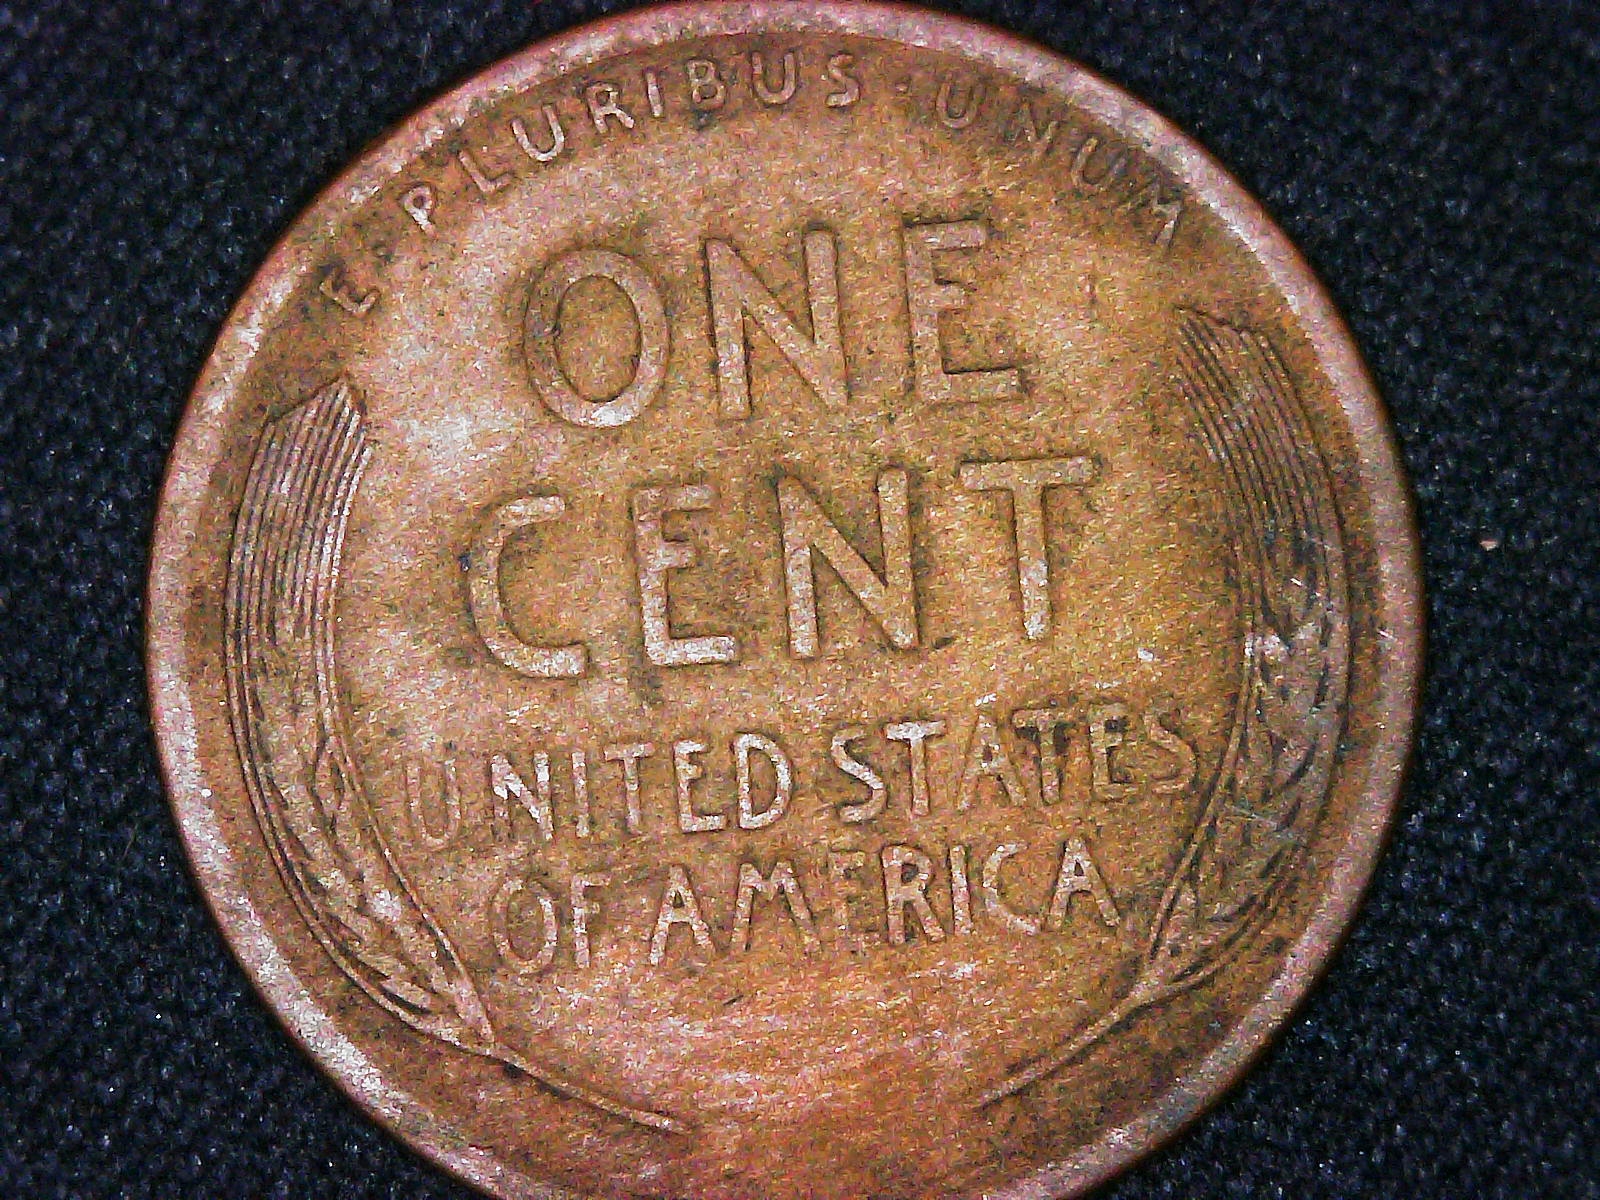 E·PLURIBUS·UNUM
ONE
CENT
UNITED STATES
OF AMERICA